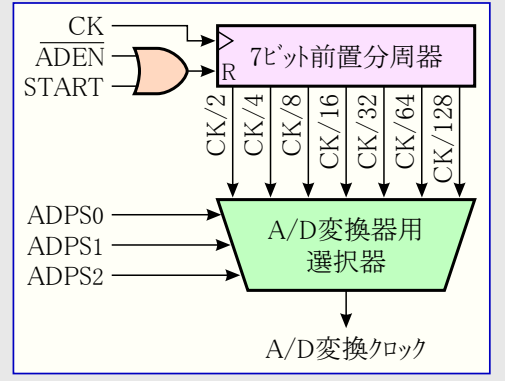 CK
ADEN
START
R
7ビット前置分周器
CK/2
CK/4
CK/8
CK/16
CK/32
CK/64
CK/128
ADPS0
ADPS1
ADPS2
A/D変換器用
選択器
A/D変換クロック